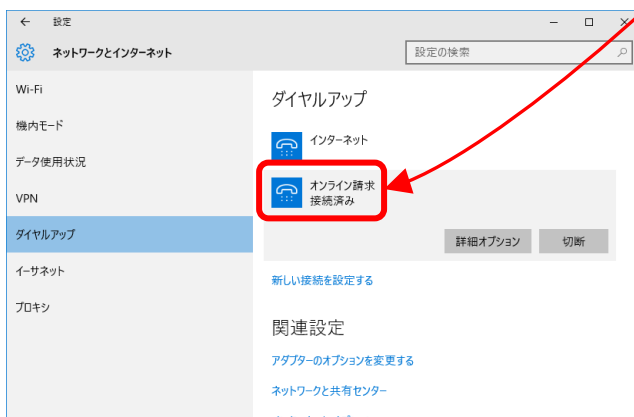 設定
ネットワークとインターネット
設定の検索
Wi-Fi
機内モード
データ使用状況
VPN
ダイヤルアップ
イーサネット
プロキシ
ダイヤルアップ
インターネット
オンライン請求
接続済み
詳細オプション
切断
新しい接続を設定する
関連設定
アダプターのオプションを変更する
ネットワークと共有センター